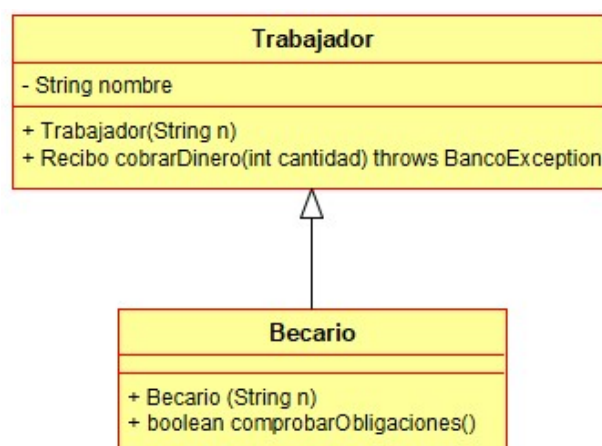 Trabajador
- String nombre
+ Trabajador(String n)
+ Recibo cobrarDinero(int cantidad) throws BancoException
Becario
+ Becario (String n)
+ boolean comprobarObligaciones()